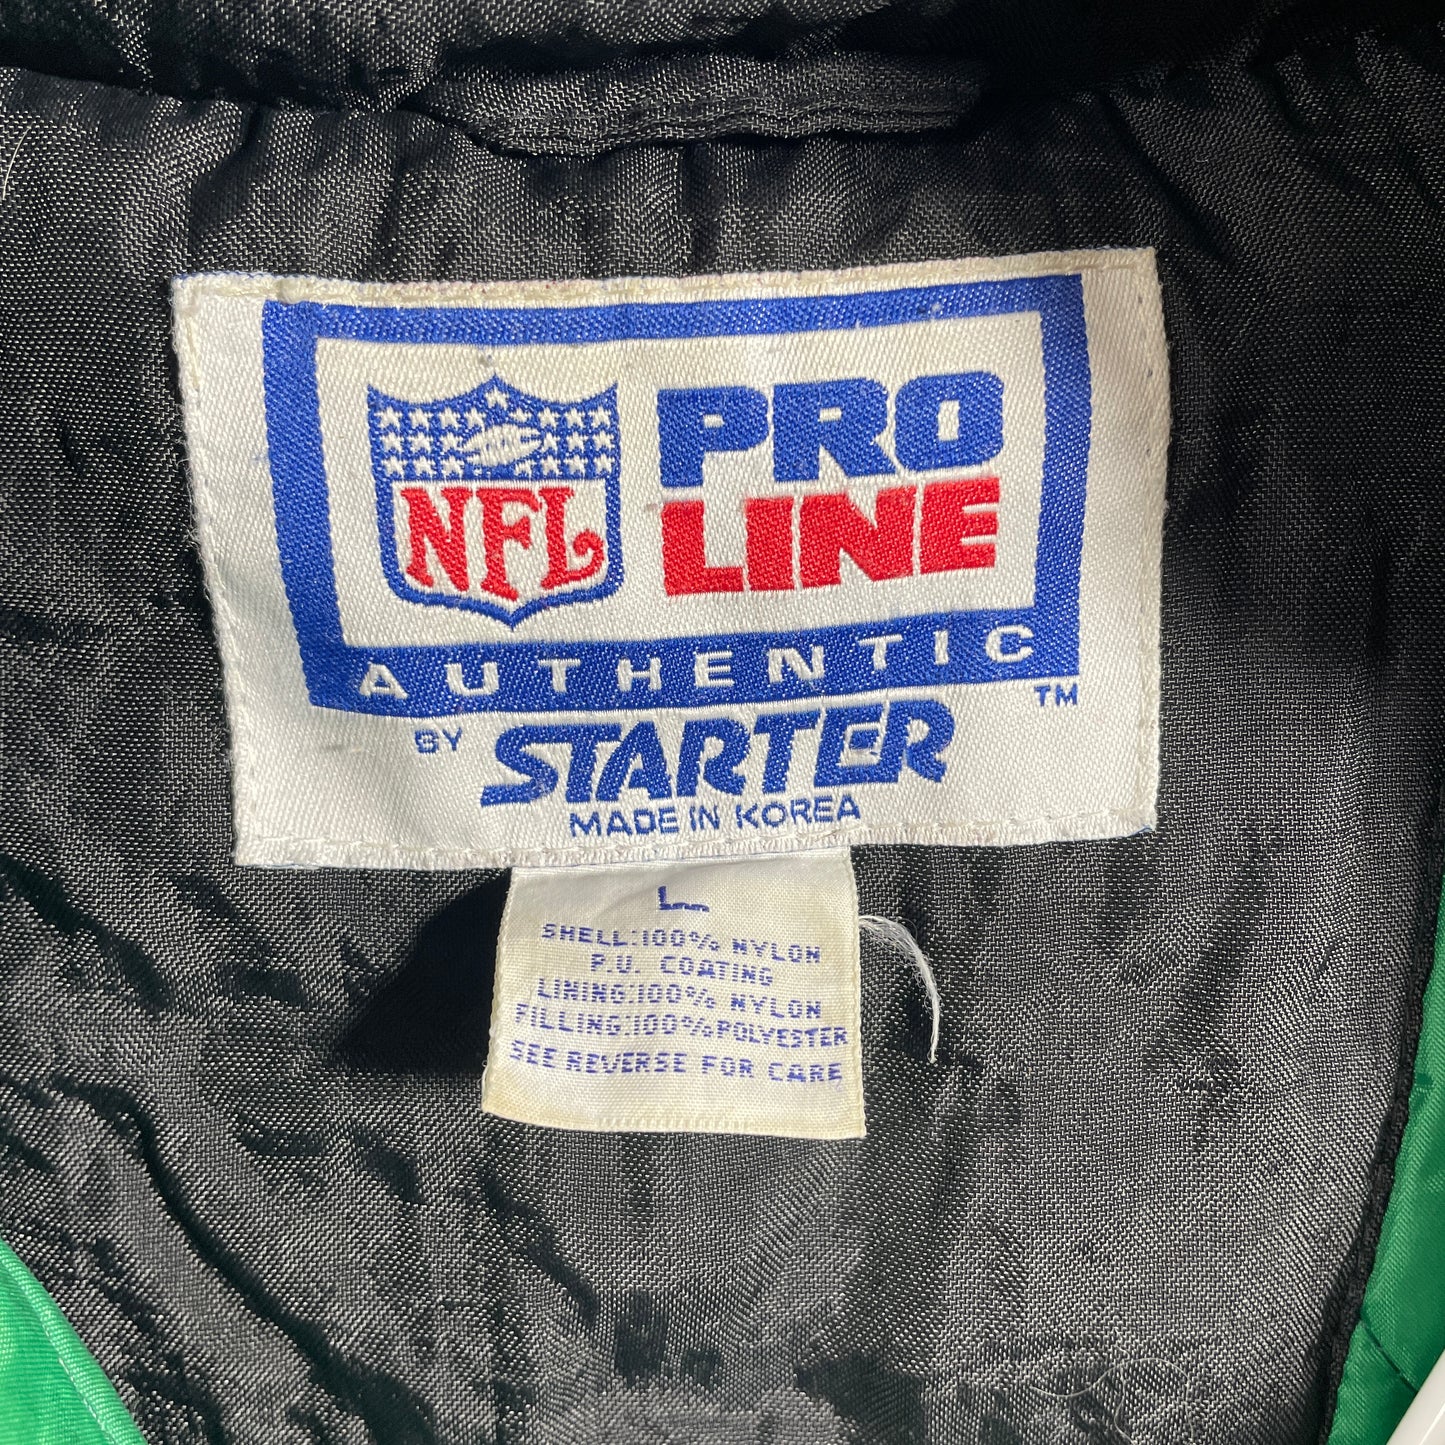 NFL
PRO
LINE
AUTHENTIC
BY STARTER TM
MADE IN KOREA
L
SHELL:100% NYLON
P.U. COATING
LINING:100% NYLON
FILLING:100% POLYESTER
SEE REVERSE FOR CARE